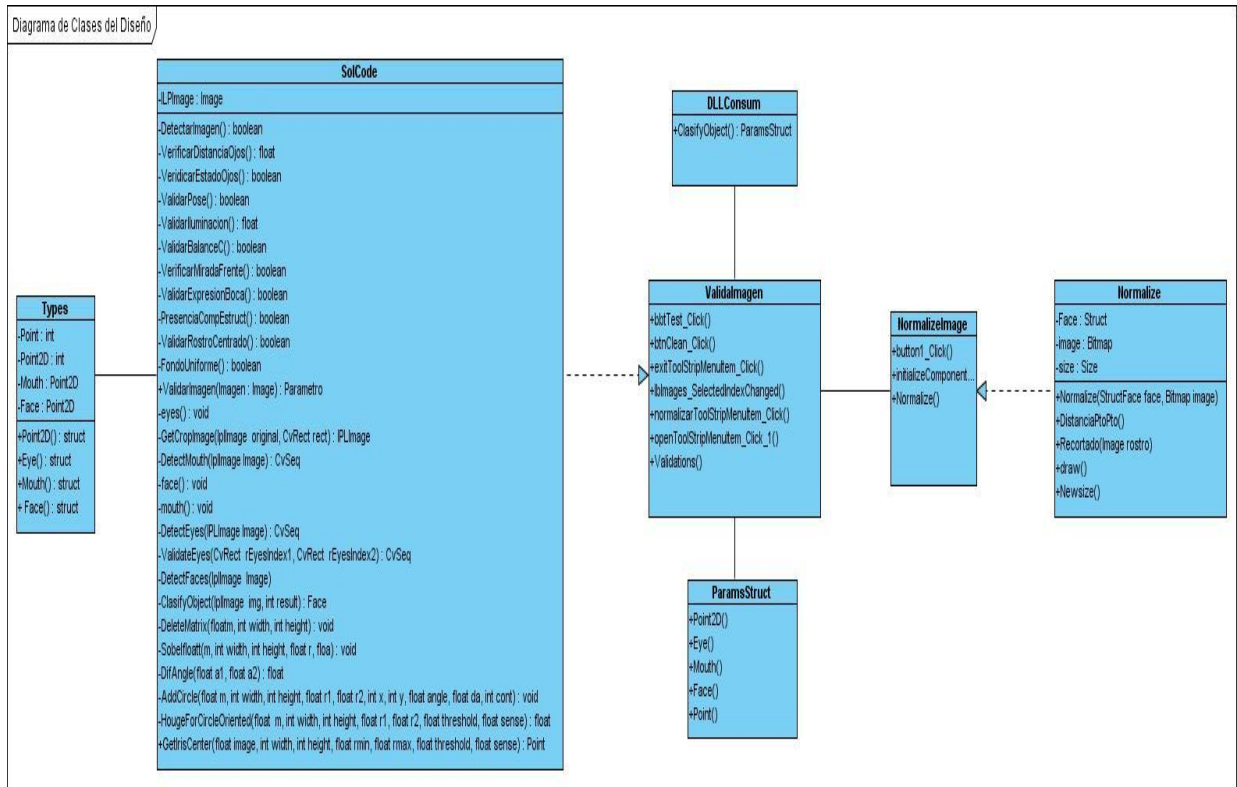 Diagrama de Clases del Diseño
Types
-Point : int
-Point2D : int
-Mouth : Point2D
-Face : Point2D
+Point2D() : struct
+Eye() : struct
+Mouth() : struct
+ Face() : struct
SolCode
-ILPImage : Image
-DetectarImagen() : boolean
-VerificarDistanciaOjos() : float
-VeridicarEstadoOjos() : boolean
-ValidarPose() : boolean
-ValidarIluminacion() : float
-ValidarBalanceC() : boolean
-VerificarMiradaFrente() : boolean
-ValidarExpresionBoca() : boolean
-PresenciaCompEstruct() : boolean
-ValidarRostroCentrado() : boolean
-FondoUniforme() : boolean
+ValidarImagen(Imagen : Image) : Parametro
-eyes() : void
-GetCropImage(IplImage original, CvRect rect) : IPLImage
-DetectMouth(IplImage Image) : CvSeq
-face() : void
-mouth() : void
-DetectEyes(IPLImage Image) : CvSeq
-ValidateEyes(CvRect rEyesIndex1, CvRect rEyesIndex2) : CvSeq
-DetectFaces(IplImage Image)
-ClasifyObject(IplImage img, int result) : Face
-DeleteMatrix(floatm, int width, int height) : void
-Sobelfloatt(m, int width, int height, float r, floa) : void
-DifAngle(float a1, float a2) : float
-AddCircle(float m, int width, int height, float r1, float r2, int x, int y, float angle, float da, int cont) : void
-HougeForCircleOriented(float m, int width, int height, float r1, float r2, float threshold, float sense) : float
+GetIrisCenter(float image, int width, int height, float rmin, float rmax, float threshold, float sense) : Point
DLLConsum
+ClasifyObject() : ParamsStruct
ValidaImagen
+bbtTest_Click()
+btnClean_Click()
+exitToolStripMenuItem_Click()
+lbImages_SelectedIndexChanged()
+normalizarToolStripMenuItem_Click()
+openToolStripMenuItem_Click_1()
+Validations()
ParamsStruct
+Point2D()
+Eye()
+Mouth()
+Face()
+Point()
NormalizeImage
+button1_Click()
+initializeComponent...
+Normalize()
Normalize
-Face : Struct
-image : Bitmap
-size : Size
+Normalize(StructFace face, Bitmap image)
+DistanciaPtoPto()
+Recortado(Image rostro)
+draw()
+Newsize()